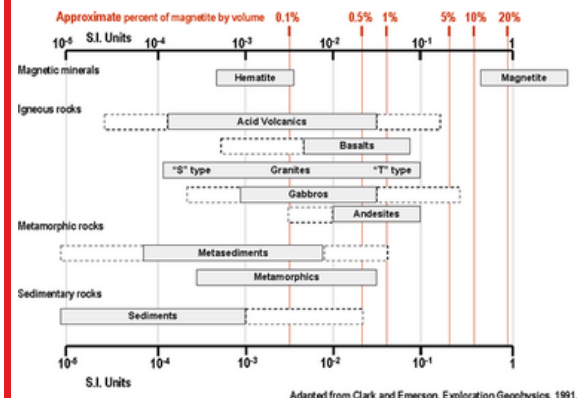 Approximate percent of magnetite by volume 0.1% 0.5% 1% 5% 10% 20%
S.I. Units
10⁻⁵ 10⁻⁴ 10⁻³ 10⁻² 10⁻¹ 1
Magnetic minerals
Hematite Magnetite
Igneous rocks
Acid Volcanics
Basalts
"S" type Granites "T" type
Gabbros
Andesites
Metamorphic rocks
Metasediments
Metamorphics
Sedimentary rocks
Sediments
10⁻⁵ 10⁻⁴ 10⁻³ 10⁻² 10⁻¹ 1
S.I. Units
Adapted from Clark and Emerson, Exploration Geophysics, 1991.